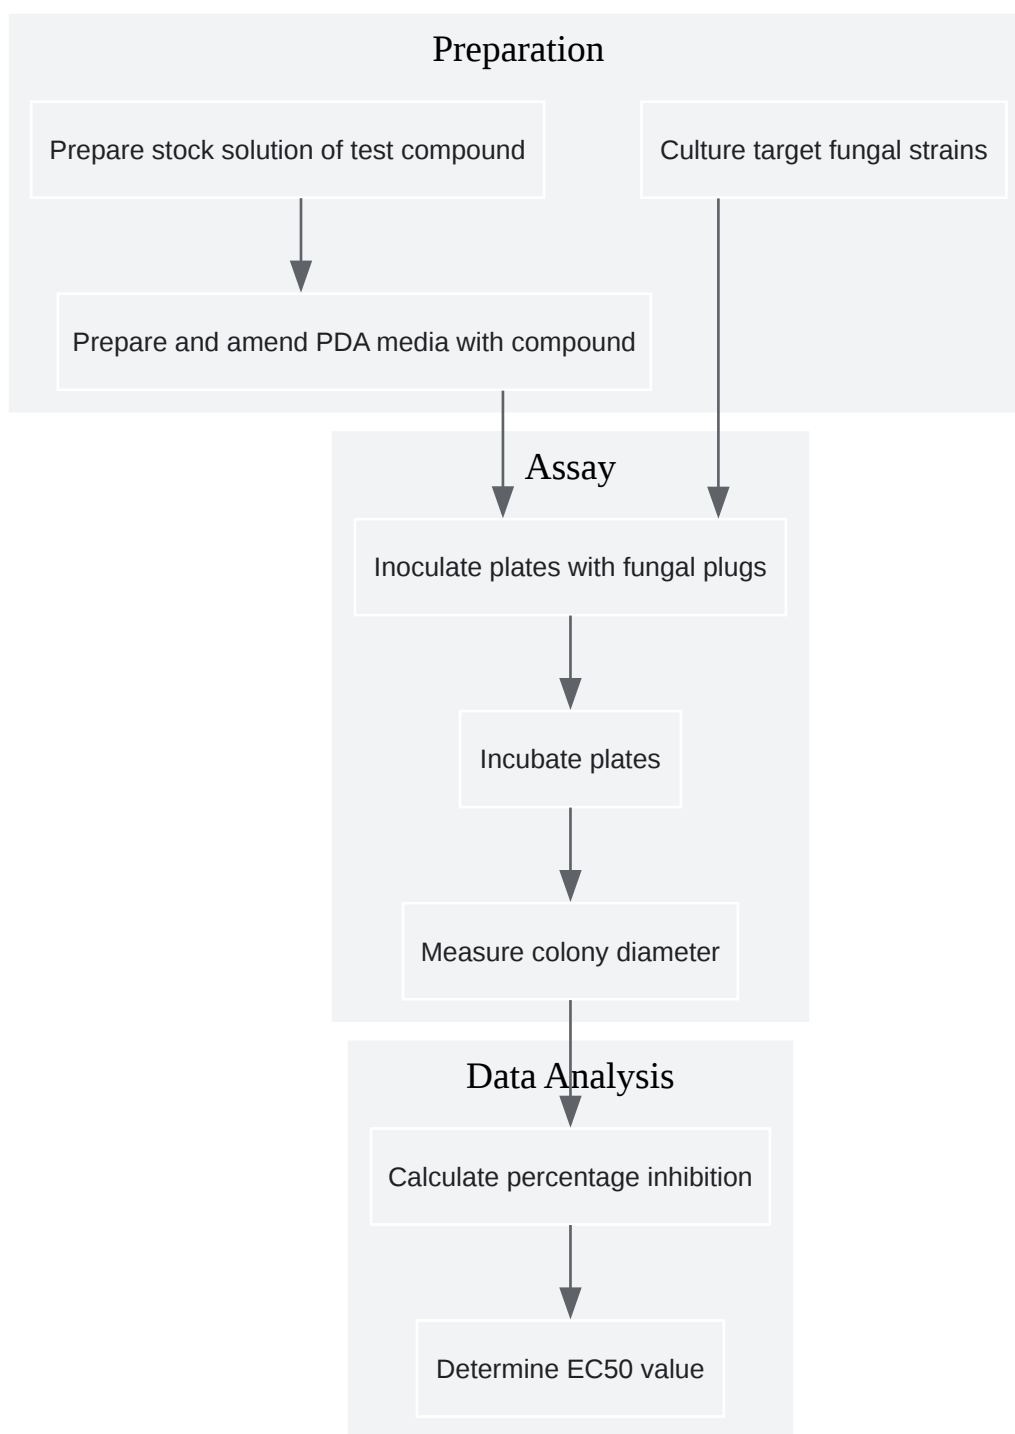 Preparation
Prepare stock solution of test compound
Culture target fungal strains
Prepare and amend PDA media with compound
Assay
Inoculate plates with fungal plugs
Incubate plates
Measure colony diameter
Data Analysis
Calculate percentage inhibition
Determine EC50 value